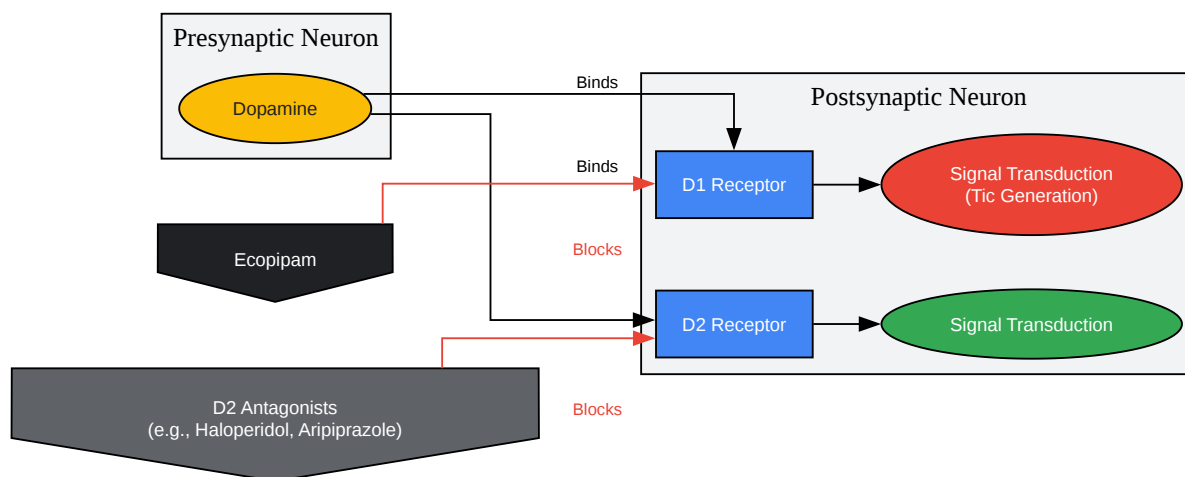 Presynaptic Neuron
Dopamine
Binds
Postsynaptic Neuron
Binds
D1 Receptor
Signal Transduction
(Tic Generation)
Ecopipam
Blocks
D2 Receptor
Signal Transduction
D2 Antagonists
(e.g., Haloperidol, Aripiprazole)
Blocks